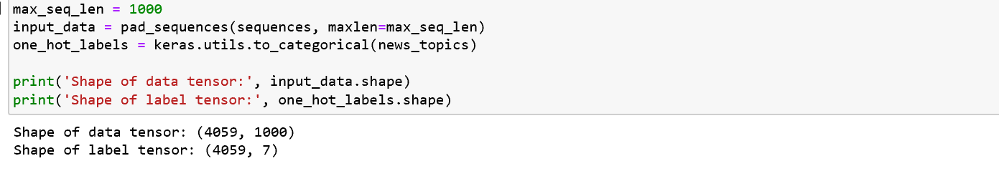 max_seq_len = 1000
input_data = pad_sequences(sequences, maxlen=max_seq_len)
one_hot_labels = keras.utils.to_categorical(news_topics)
print('Shape of data tensor:', input_data.shape)
print('Shape of label tensor:', one_hot_labels.shape)
Shape of data tensor: (4059, 1000)
Shape of label tensor: (4059, 7)